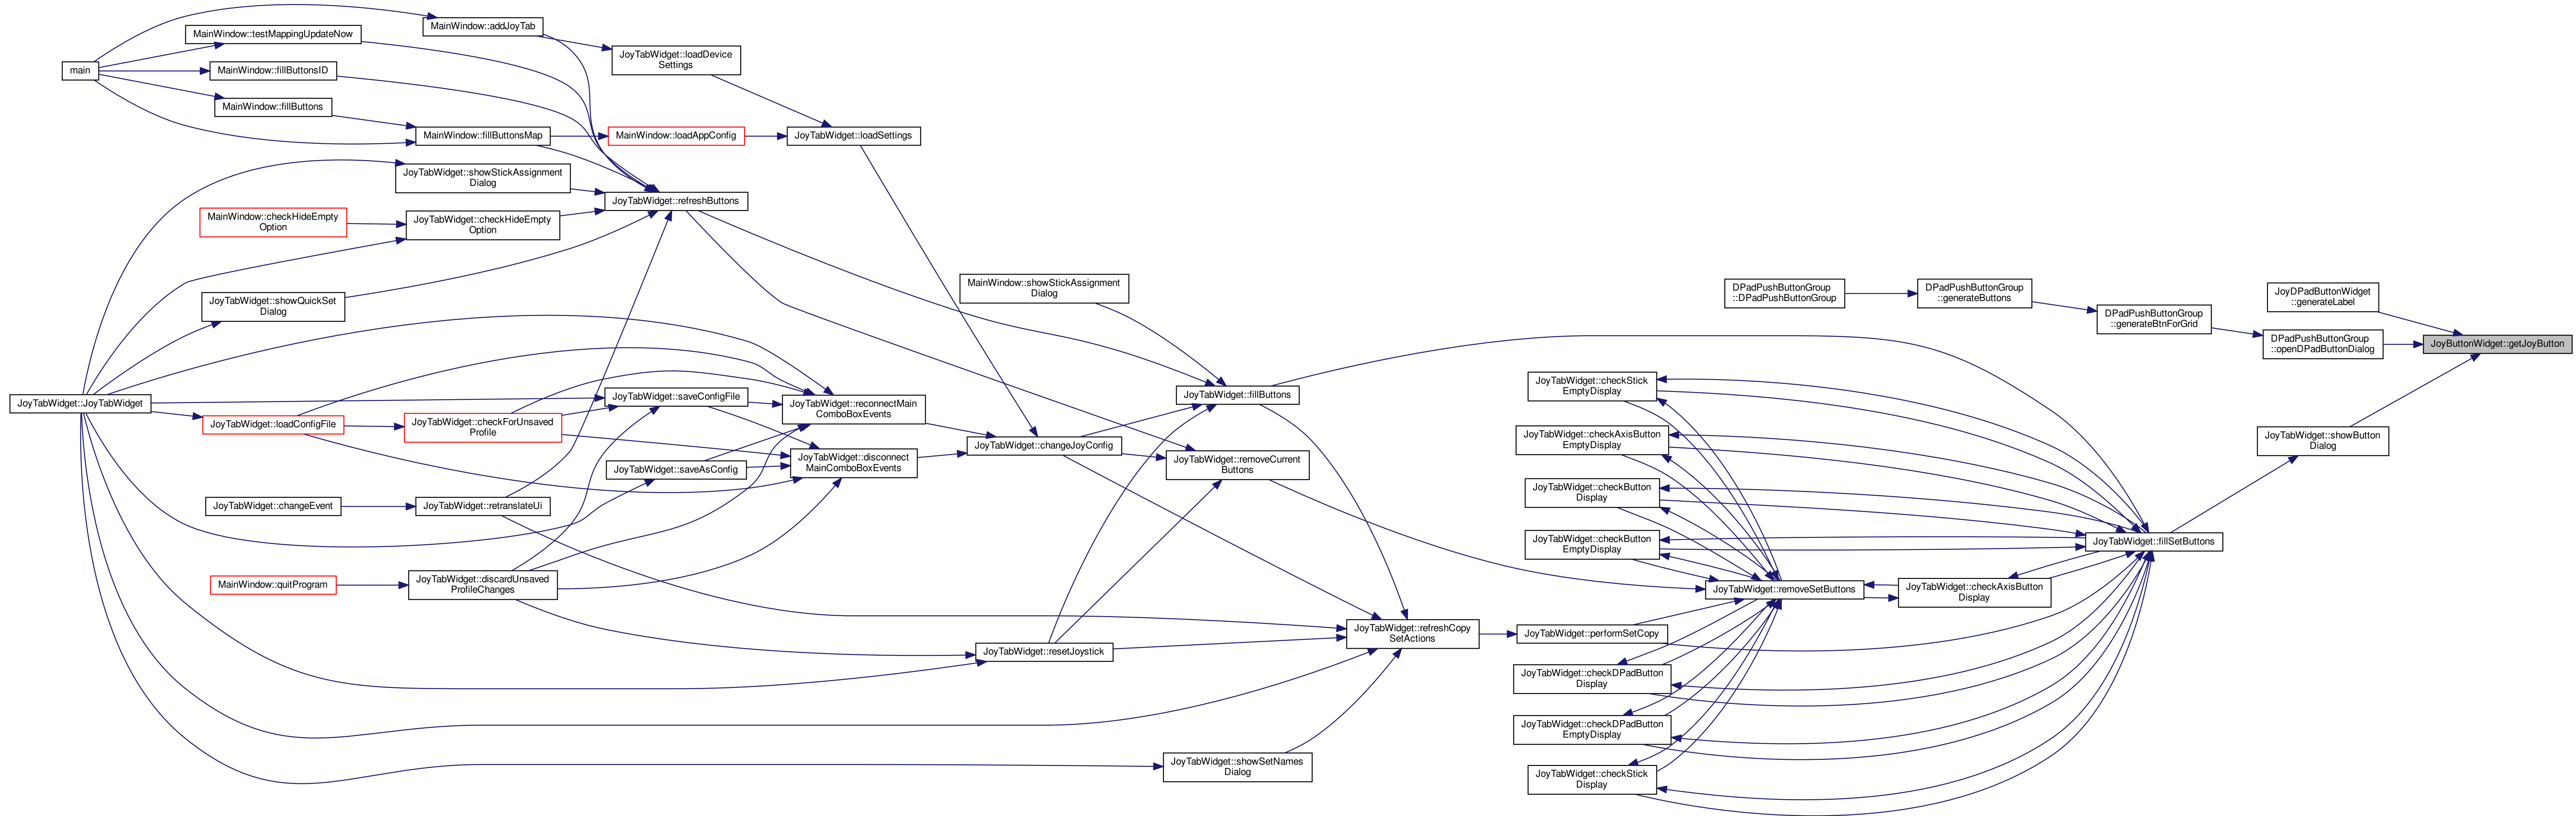 MainWindow::addJoyTab
MainWindow::testMappingUpdateNow
JoyTabWidget::loadDevice
Settings
main
MainWindow::fillButtonsID
MainWindow::fillButtons
MainWindow::fillButtonsMap
MainWindow::loadAppConfig
JoyTabWidget::loadSettings
JoyTabWidget::showStickAssignment
Dialog
JoyTabWidget::refreshButtons
MainWindow::checkHideEmpty
Option
JoyTabWidget::checkHideEmpty
Option
JoyTabWidget::showQuickSet
Dialog
MainWindow::showStickAssignment
Dialog
DPadPushButtonGroup
::DPadPushButtonGroup
DPadPushButtonGroup
::generateButtons
DPadPushButtonGroup
::generateBtnForGrid
JoyDPadButtonWidget
::generateLabel
DPadPushButtonGroup
::openDPadButtonDialog
JoyButtonWidget::getJoyButton
JoyTabWidget::JoyTabWidget
JoyTabWidget::loadConfigFile
JoyTabWidget::checkForUnsaved
Profile
JoyTabWidget::saveConfigFile
JoyTabWidget::reconnectMain
ComboBoxEvents
JoyTabWidget::fillButtons
JoyTabWidget::checkStick
EmptyDisplay
JoyTabWidget::changeJoyConfig
JoyTabWidget::checkAxisButton
EmptyDisplay
JoyTabWidget::showButton
Dialog
JoyTabWidget::saveAsConfig
JoyTabWidget::disconnect
MainComboBoxEvents
JoyTabWidget::removeCurrent
Buttons
JoyTabWidget::checkButton
Display
JoyTabWidget::changeEvent
JoyTabWidget::retranslateUi
JoyTabWidget::checkButton
EmptyDisplay
JoyTabWidget::fillSetButtons
MainWindow::quitProgram
JoyTabWidget::discardUnsaved
ProfileChanges
JoyTabWidget::removeSetButtons
JoyTabWidget::checkAxisButton
Display
JoyTabWidget::resetJoystick
JoyTabWidget::refreshCopy
SetActions
JoyTabWidget::performSetCopy
JoyTabWidget::checkDPadButton
Display
JoyTabWidget::checkDPadButton
EmptyDisplay
JoyTabWidget::showSetNames
Dialog
JoyTabWidget::checkStick
Display